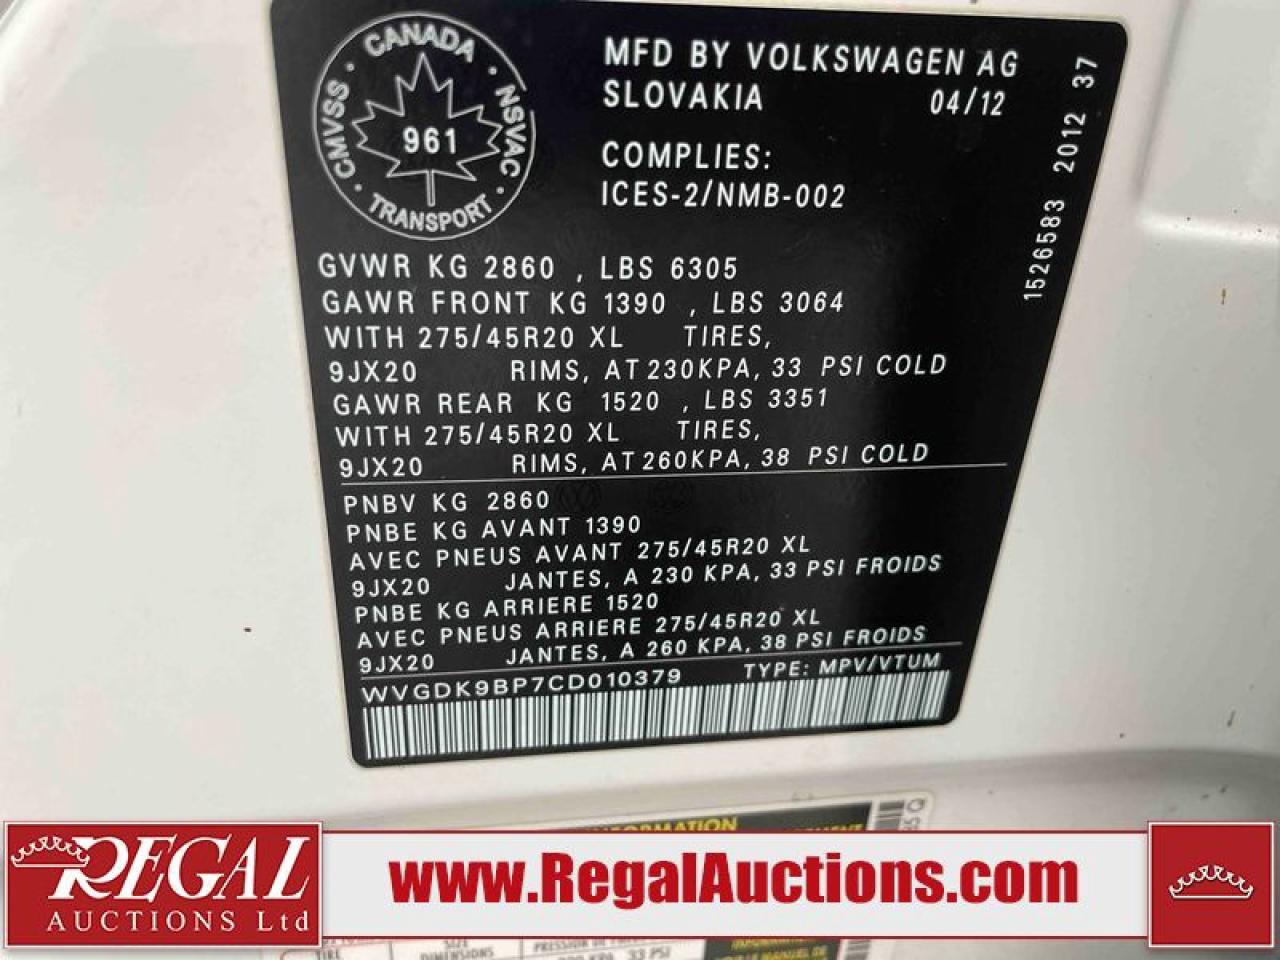 CANADA
CMVSS · NSVAC
961
TRANSPORT
MFD BY VOLKSWAGEN AG
SLOVAKIA 04/12
COMPLIES:
ICES-2/NMB-002
1526583 2012 37
GVWR KG 2860 , LBS 6305
GAWR FRONT KG 1390 , LBS 3064
WITH 275/45R20 XL TIRES,
9JX20 RIMS, AT 230KPA, 33 PSI COLD
GAWR REAR KG 1520 , LBS 3351
WITH 275/45R20 XL TIRES,
9JX20 RIMS, AT 260KPA, 38 PSI COLD
PNBV KG 2860
PNBE KG AVANT 1390
AVEC PNEUS AVANT 275/45R20 XL
9JX20 JANTES, A 230 KPA, 33 PSI FROIDS
PNBE KG ARRIERE 1520
AVEC PNEUS ARRIERE 275/45R20 XL
9JX20 JANTES, A 260 KPA, 38 PSI FROIDS
WVGDK9BP7CD010379 TYPE: MPV/VTUM
INFORMATION
REGAL
AUCTIONS Ltd
www.RegalAuctions.com
TIRE
DIMENSIONS
33 PSI